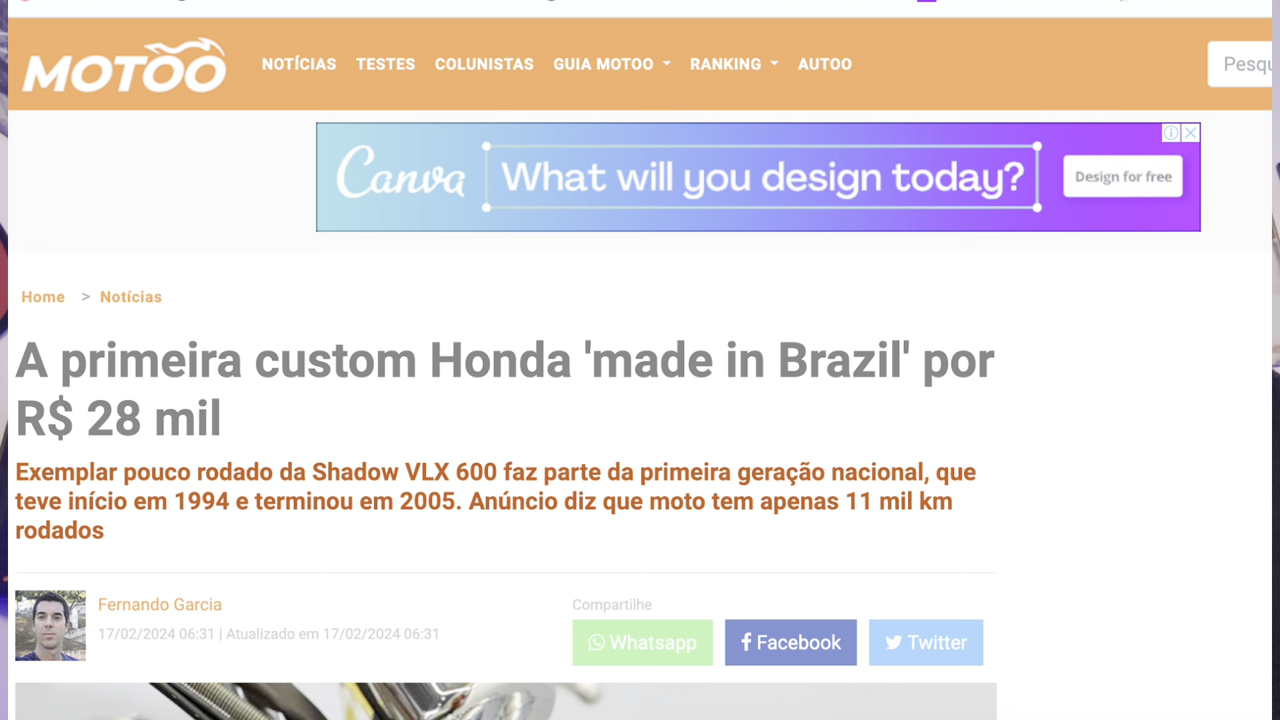 MOTOO
NOTÍCIAS TESTES COLUNISTAS GUIA MOTOO RANKING AUTOO
Pesqu
Canva What will you design today? Design for free
Home > Notícias
A primeira custom Honda 'made in Brazil' por
R$ 28 mil
Exemplar pouco rodado da Shadow VLX 600 faz parte da primeira geração nacional, que
teve início em 1994 e terminou em 2005. Anúncio diz que moto tem apenas 11 mil km
rodados
Fernando Garcia
17/02/2024 06:31 | Atualizado em 17/02/2024 06:31
Compartilhe
Whatsapp Facebook Twitter